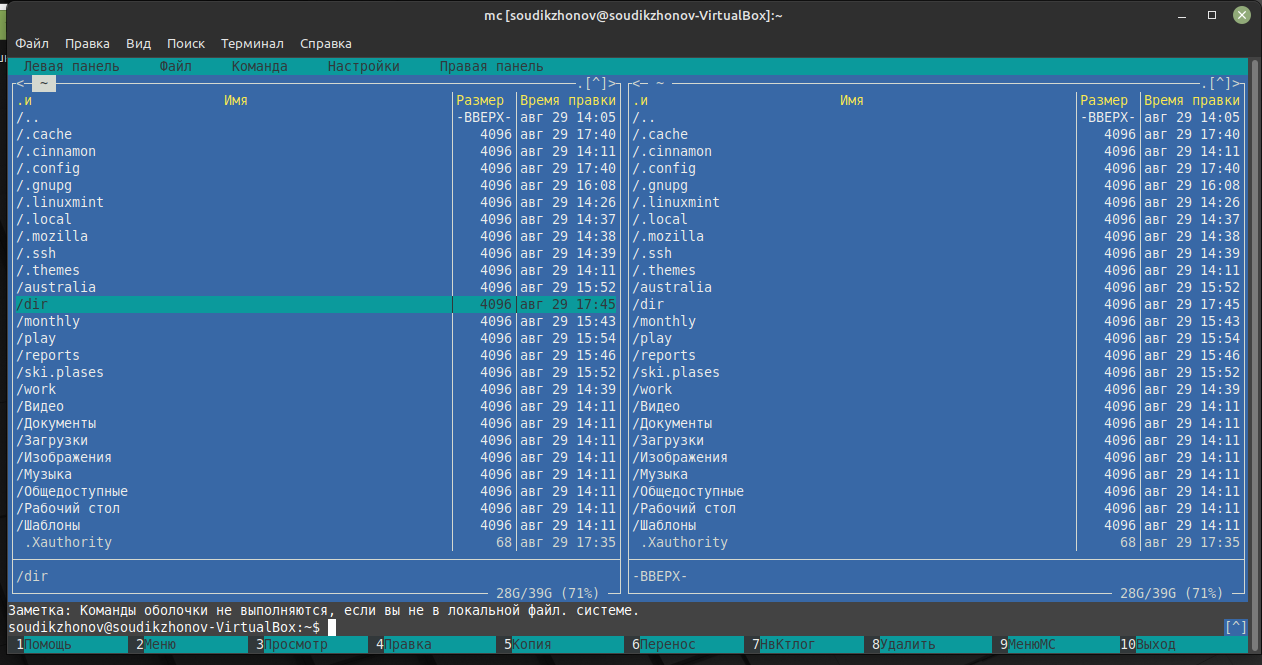 mc [soudikzhonov@soudikzhonov-VirtualBox]:~
Файл Правка Вид Поиск Терминал Справка
Левая панель Файл Команда Настройки Правая панель
<— ~ .[^]> <— ~ .[^]>
.и Имя Размер Время правки .и Имя Размер Время правки
/.. -ВВЕРХ- авг 29 14:05 /.. -ВВЕРХ- авг 29 14:05
/.cache 4096 авг 29 17:40 /.cache 4096 авг 29 17:40
/.cinnamon 4096 авг 29 14:11 /.cinnamon 4096 авг 29 14:11
/.config 4096 авг 29 17:40 /.config 4096 авг 29 17:40
/.gnupg 4096 авг 29 16:08 /.gnupg 4096 авг 29 16:08
/.linuxmint 4096 авг 29 14:26 /.linuxmint 4096 авг 29 14:26
/.local 4096 авг 29 14:37 /.local 4096 авг 29 14:37
/.mozilla 4096 авг 29 14:38 /.mozilla 4096 авг 29 14:38
/.ssh 4096 авг 29 14:39 /.ssh 4096 авг 29 14:39
/.themes 4096 авг 29 14:11 /.themes 4096 авг 29 14:11
/australia 4096 авг 29 15:52 /australia 4096 авг 29 15:52
/dir 4096 авг 29 17:45 /dir 4096 авг 29 17:45
/monthly 4096 авг 29 15:43 /monthly 4096 авг 29 15:43
/play 4096 авг 29 15:54 /play 4096 авг 29 15:54
/reports 4096 авг 29 15:46 /reports 4096 авг 29 15:46
/ski.plases 4096 авг 29 15:52 /ski.plases 4096 авг 29 15:52
/work 4096 авг 29 14:39 /work 4096 авг 29 14:39
/Видео 4096 авг 29 14:11 /Видео 4096 авг 29 14:11
/Документы 4096 авг 29 14:11 /Документы 4096 авг 29 14:11
/Загрузки 4096 авг 29 14:11 /Загрузки 4096 авг 29 14:11
/Изображения 4096 авг 29 14:11 /Изображения 4096 авг 29 14:11
/Музыка 4096 авг 29 14:11 /Музыка 4096 авг 29 14:11
/Общедоступные 4096 авг 29 14:11 /Общедоступные 4096 авг 29 14:11
/Рабочий стол 4096 авг 29 14:11 /Рабочий стол 4096 авг 29 14:11
/Шаблоны 4096 авг 29 14:11 /Шаблоны 4096 авг 29 14:11
.Xauthority 68 авг 29 17:35 .Xauthority 68 авг 29 17:35
/dir -ВВЕРХ-
28G/39G (71%) 28G/39G (71%)
Заметка: Команды оболочки не выполняются, если вы не в локальной файл. системе.
soudikzhonov@soudikzhonov-VirtualBox:~$ [^]
1Помощь 2Меню 3Просмотр 4Правка 5Копия 6Перенос 7НвКтлог 8Удалить 9МенюМС 10Выход